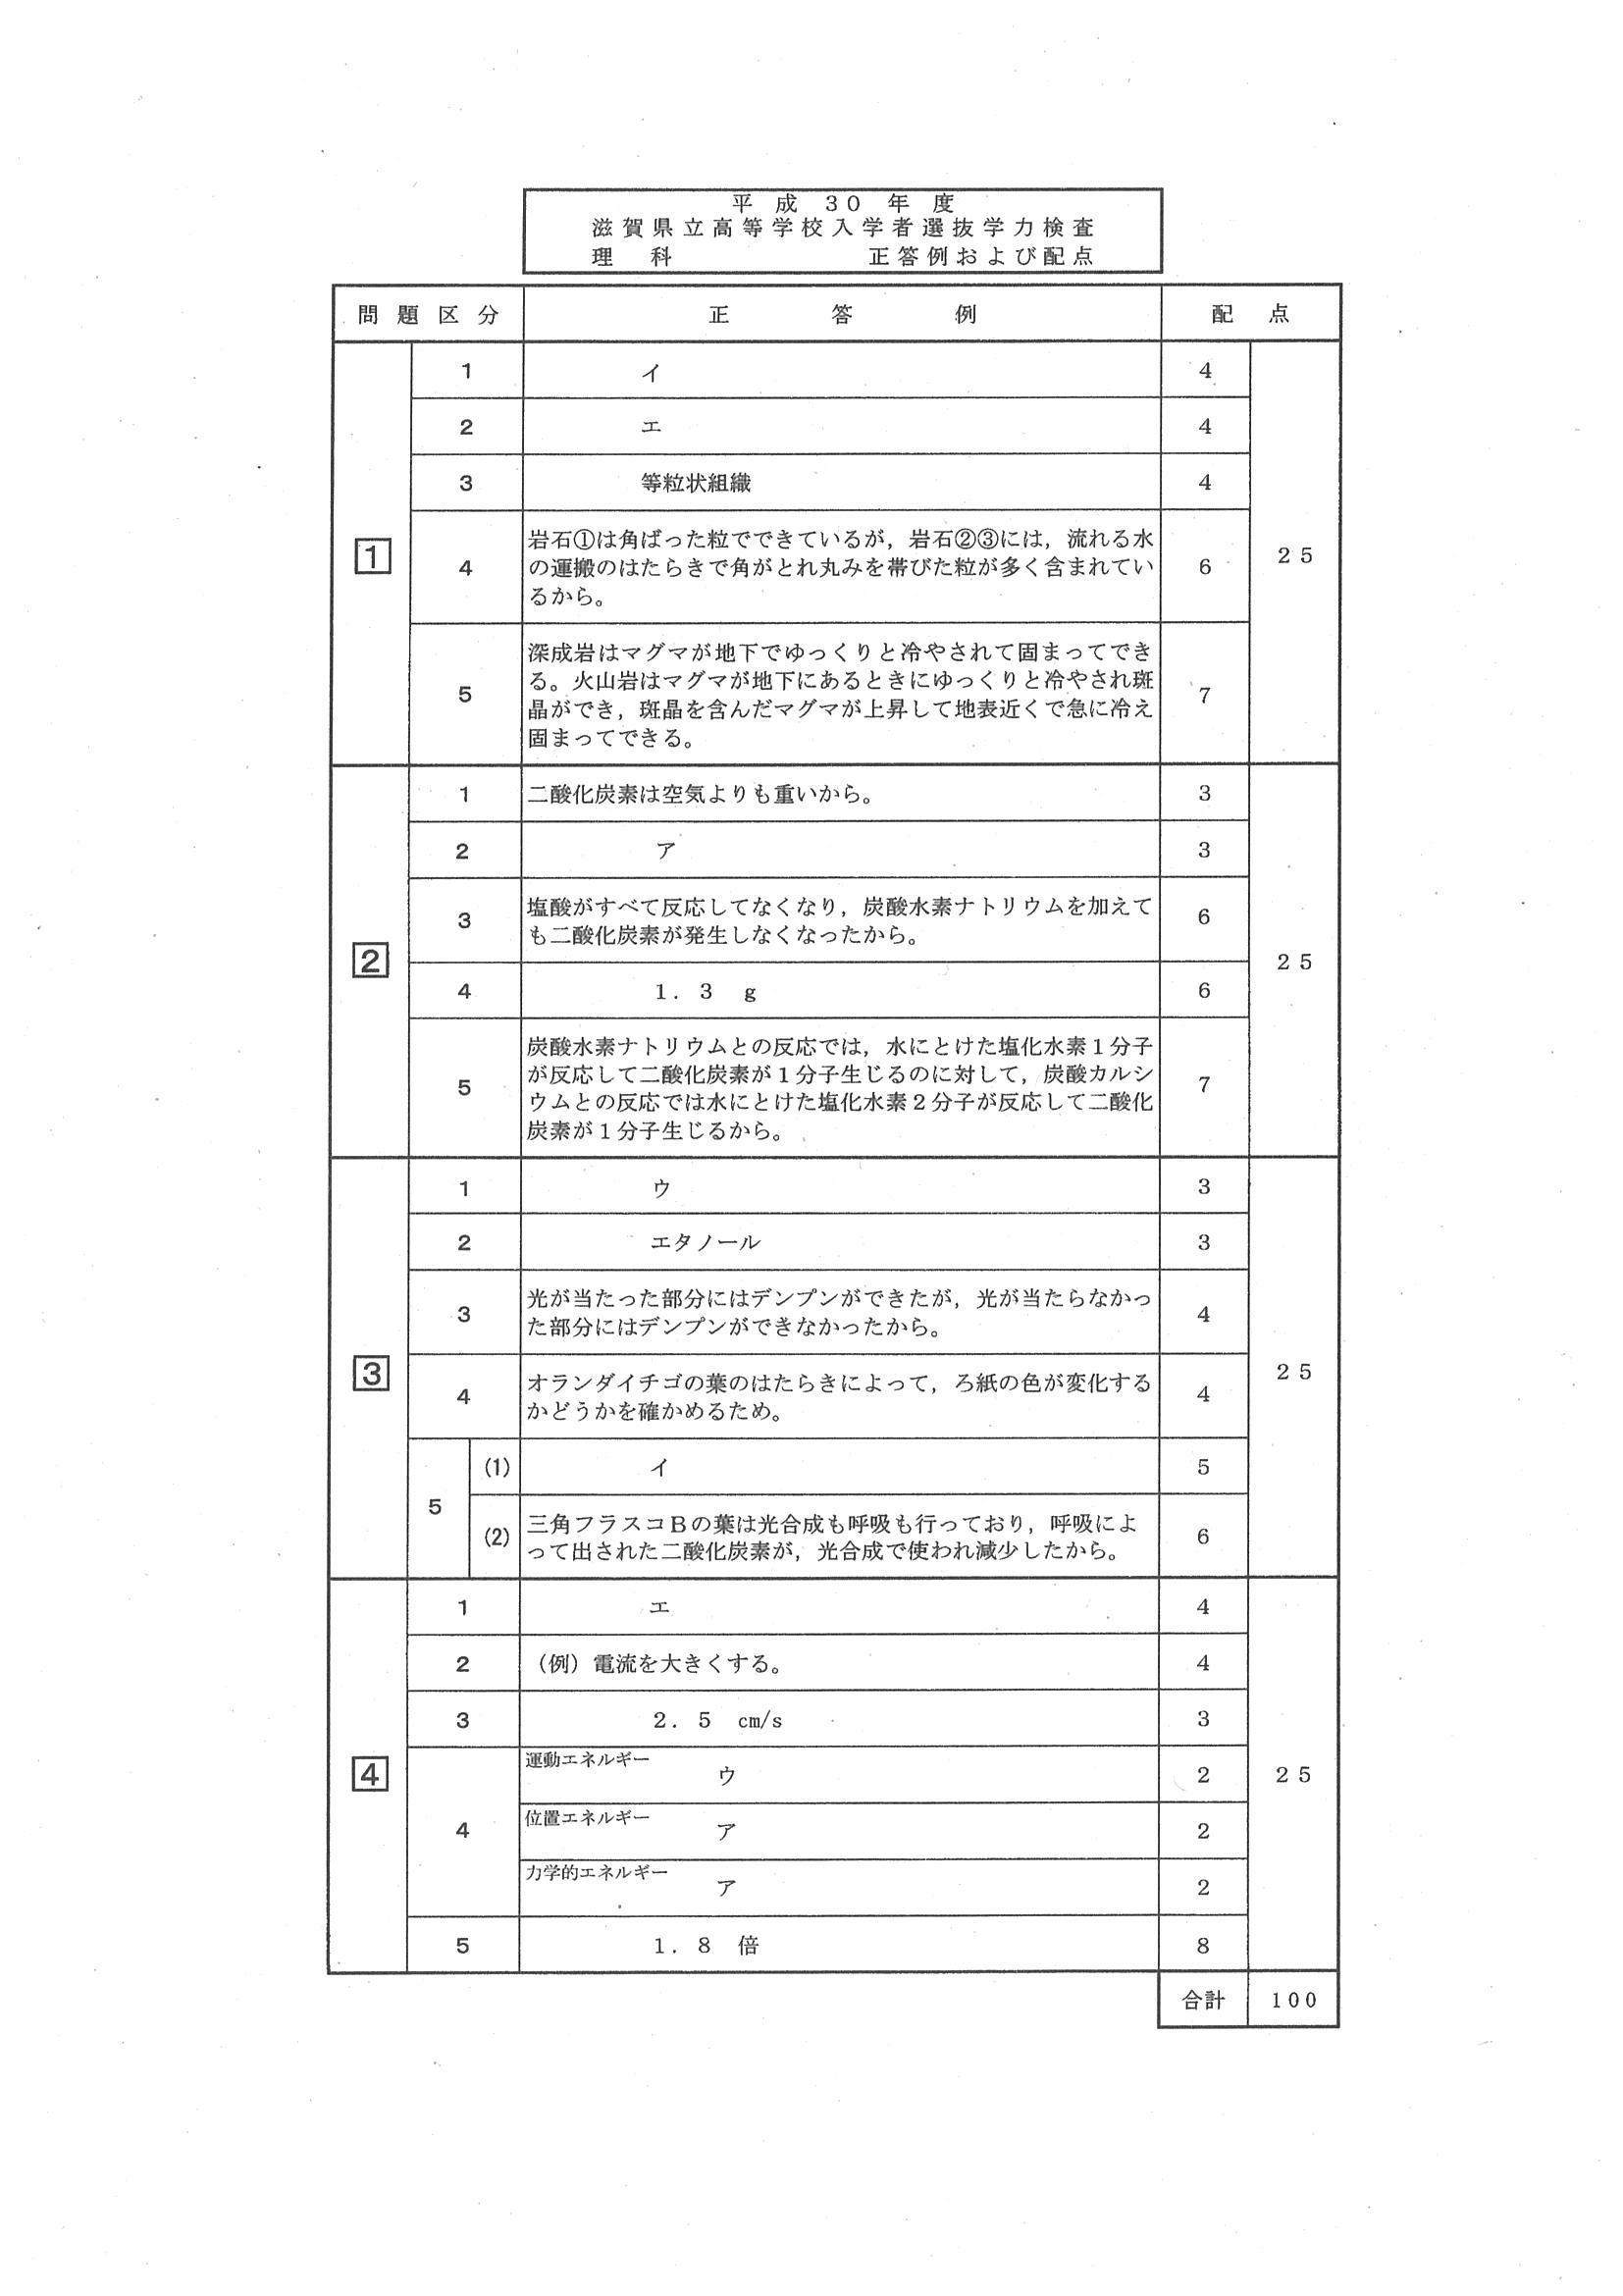 平成 30 年度
滋賀県立高等学校入学者選抜学力検査
理科 正答例および配点
問題区分 正答例 配点
1 イ 4
2 エ 4
3 等粒状組織 4
1 25
4 岩石①は角ばった粒でできているが，岩石②③には，流れる水 6
の運搬のはたらきで角がとれ丸みを帯びた粒が多く含まれてい
るから。
5 深成岩はマグマが地下でゆっくりと冷やされて固まってでき 7
る。火山岩はマグマが地下にあるときにゆっくりと冷やされ斑
晶ができ，斑晶を含んだマグマが上昇して地表近くで急に冷え
固まってできる。
1 二酸化炭素は空気よりも重いから。 3
2 ア 3
3 塩酸がすべて反応してなくなり，炭酸水素ナトリウムを加えて 6
も二酸化炭素が発生しなくなったから。
2 25
4 1．3 g 6
5 炭酸水素ナトリウムとの反応では，水にとけた塩化水素１分子 7
が反応して二酸化炭素が１分子生じるのに対して，炭酸カルシ
ウムとの反応では水にとけた塩化水素２分子が反応して二酸化
炭素が１分子生じるから。
1 ウ 3
2 エタノール 3
3 光が当たった部分にはデンプンができたが，光が当たらなかっ 4
た部分にはデンプンができなかったから。
3 25
4 オランダイチゴの葉のはたらきによって，ろ紙の色が変化する 4
かどうかを確かめるため。
5 (1) イ 5
(2) 三角フラスコＢの葉は光合成も呼吸も行っており，呼吸によ 6
って出された二酸化炭素が，光合成で使われ減少したから。
1 エ 4
2 （例）電流を大きくする。 4
3 2．5 cm/s 3
4 25
4 運動エネルギー ウ 2
位置エネルギー ア 2
力学的エネルギー ア 2
5 1．8 倍 8
合計 100